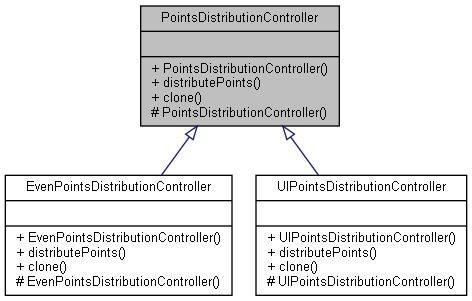 PointsDistributionController
+ PointsDistributionController()
+ distributePoints()
+ clone()
# PointsDistributionController()
EvenPointsDistributionController
+ EvenPointsDistributionController()
+ distributePoints()
+ clone()
# EvenPointsDistributionController()
UIPointsDistributionController
+ UIPointsDistributionController()
+ distributePoints()
+ clone()
# UIPointsDistributionController()